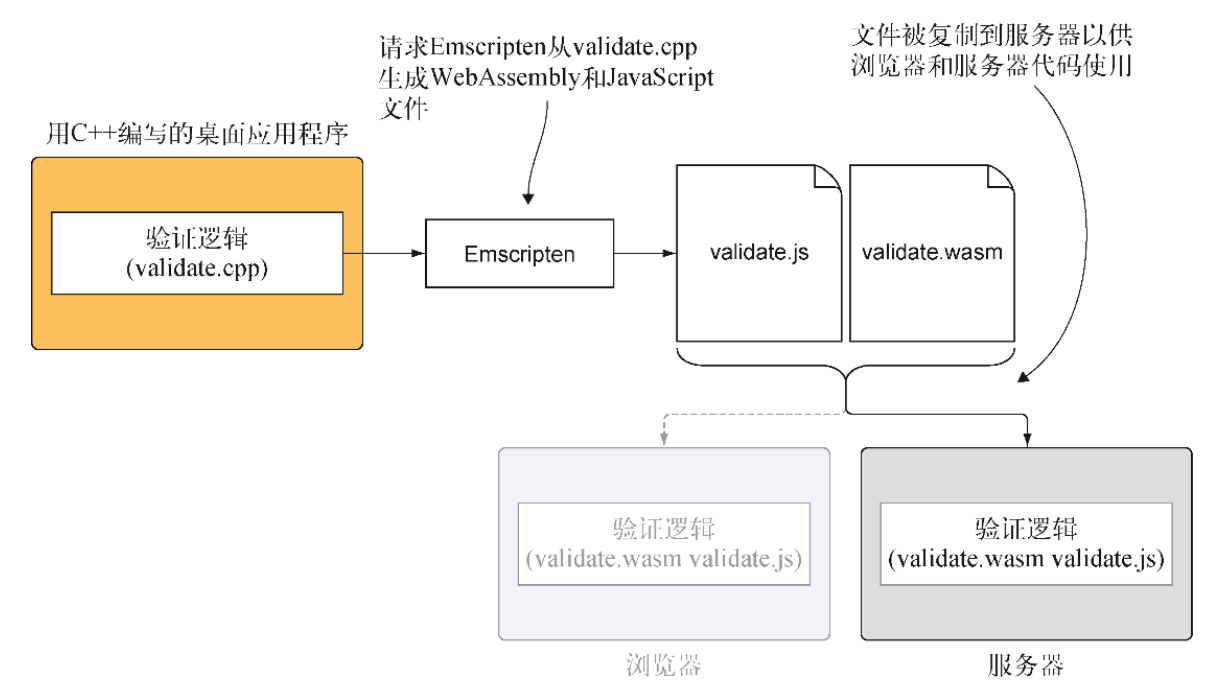 请求Emscripten从validate.cpp
生成WebAssembly和JavaScript
文件
文件被复制到服务器以供
浏览器和服务器代码使用
用C++编写的桌面应用程序
验证逻辑
(validate.cpp)
Emscripten
validate.js
validate.wasm
验证逻辑
(validate.wasm validate.js)
浏览器
验证逻辑
(validate.wasm validate.js)
服务器